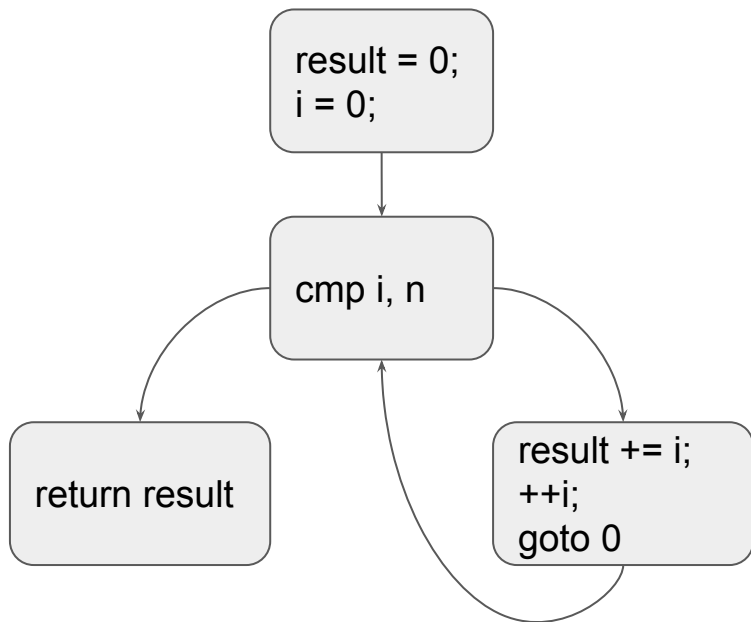 result = 0;
i = 0;
cmp i, n
return result
result += i;
++i;
goto 0